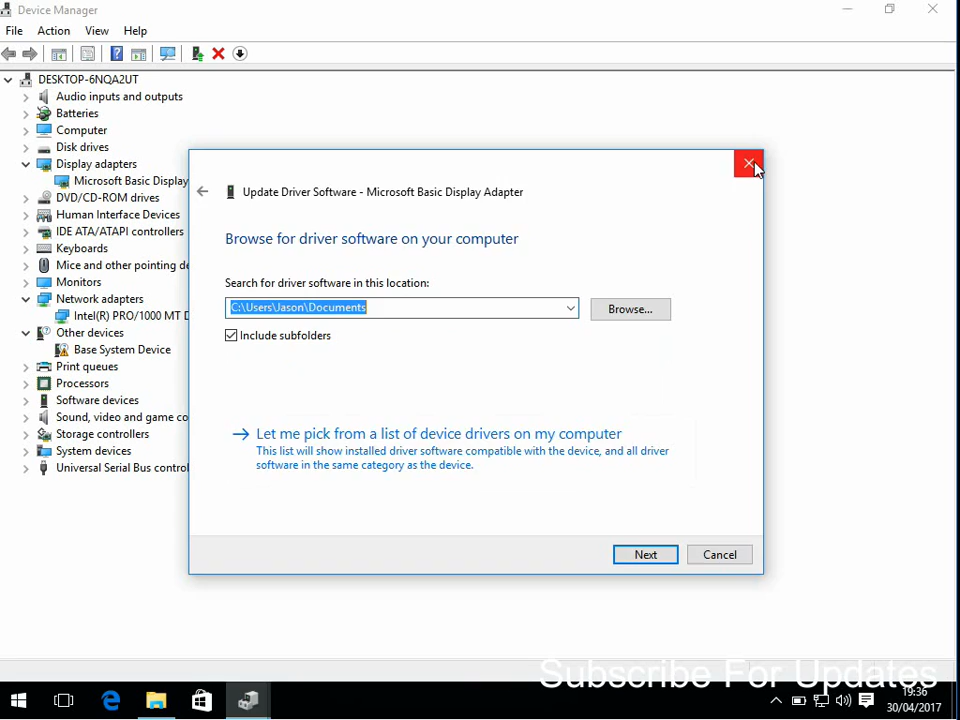 Device Manager
File Action View Help
DESKTOP-6NQA2UT
Audio inputs and outputs
Batteries
Computer
Disk drives
Display adapters
Microsoft Basic Display
DVD/CD-ROM drives
Human Interface Devices
IDE ATA/ATAPI controllers
Keyboards
Mice and other pointing de
Monitors
Network adapters
Intel(R) PRO/1000 MT D
Other devices
Base System Device
Print queues
Processors
Software devices
Sound, video and game co
Storage controllers
System devices
Universal Serial Bus control
Update Driver Software - Microsoft Basic Display Adapter
Browse for driver software on your computer
Search for driver software in this location:
C:\Users\Jason\Documents
Browse...
Include subfolders
Let me pick from a list of device drivers on my computer
This list will show installed driver software compatible with the device, and all driver
software in the same category as the device.
Next Cancel
Subscribe For Updates
19:36
30/04/2017